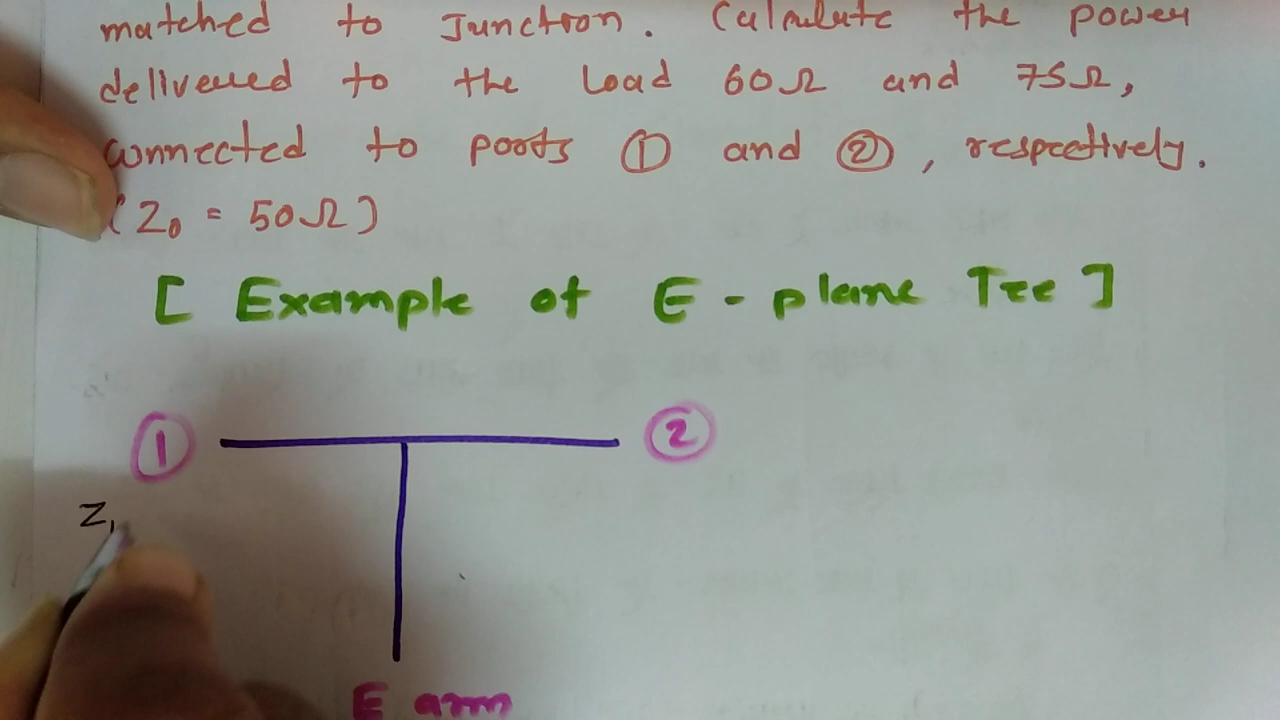 matched to Junction. Calculate the power
delivered to the load 60Ω and 75Ω,
connected to ports ① and ②, respectively.
(Z₀ = 50Ω)
[ Example of E - plane Tee ]
① ②
Z₁
E arm